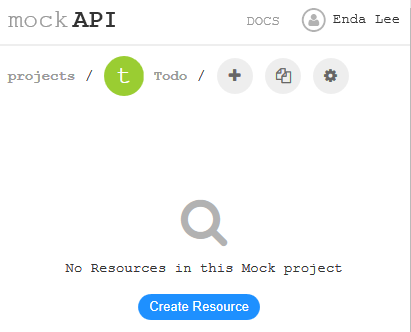 mockAPI DOCS Enda Lee
projects / t Todo /
No Resources in this Mock project
Create Resource